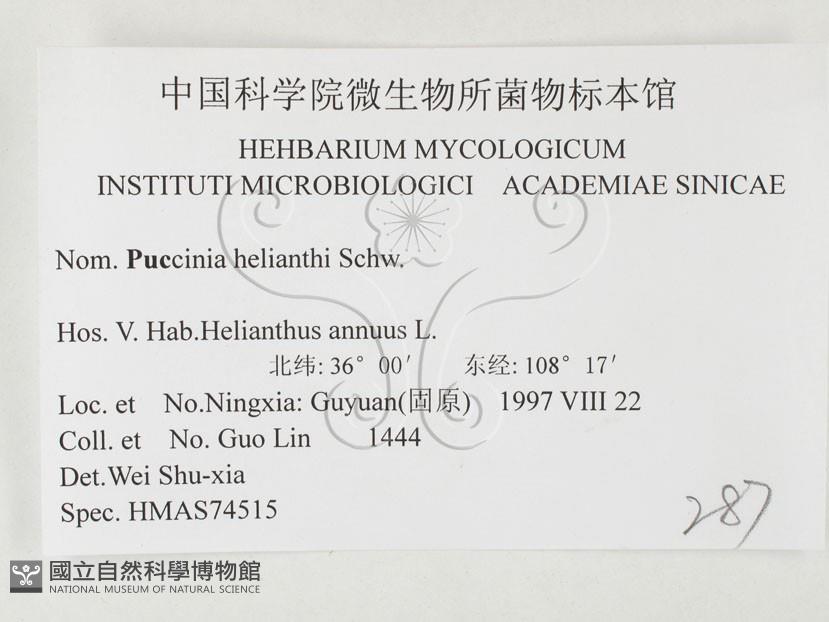 中国科学院微生物所菌物标本馆
HEHBARIUM MYCOLOGICUM
INSTITUTI MICROBIOLOGICI ACADEMIAE SINICAE
Nom. Puccinia helianthi Schw.
Hos. V. Hab.Helianthus annuus L.
北纬: 36° 00′ 东经: 108° 17′
Loc. et No.Ningxia: Guyuan(固原) 1997 VIII 22
Coll. et No. Guo Lin 1444
Det.Wei Shu-xia
Spec. HMAS74515
287
國立自然科學博物館
NATIONAL MUSEUM OF NATURAL SCIENCE